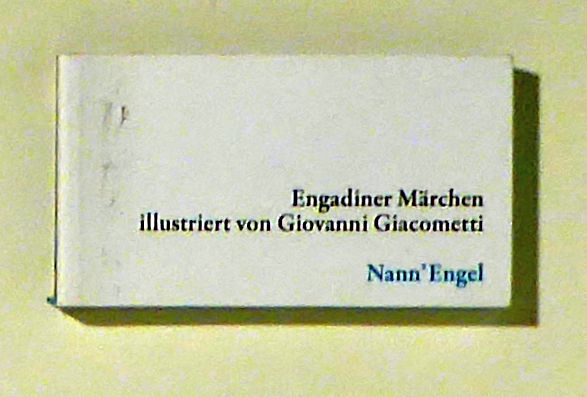 Engadiner Märchen
illustriert von Giovanni Giacometti
Nann'Engel